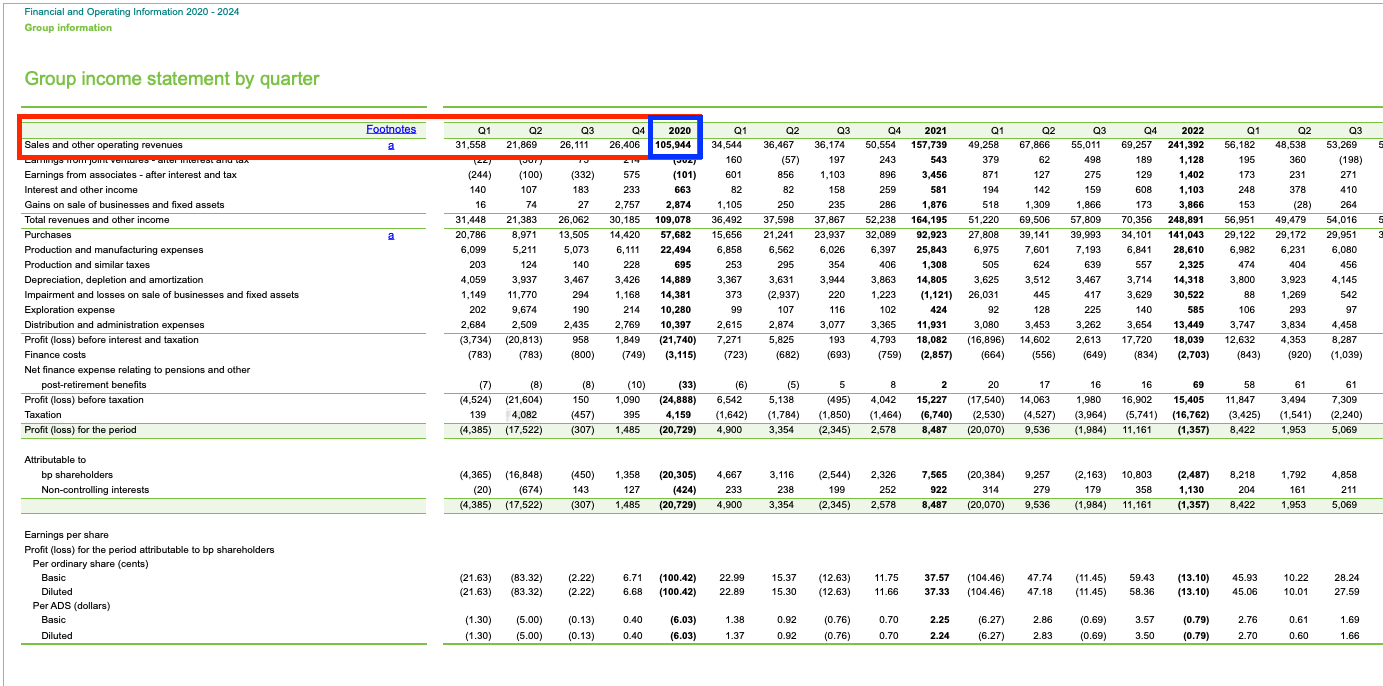 Financial and Operating Information 2020 - 2024
Group information
Group income statement by quarter
Footnotes Q1 Q2 Q3 Q4 2020 Q1 Q2 Q3 Q4 2021 Q1 Q2 Q3 Q4 2022 Q1 Q2 Q3
Sales and other operating revenues a 31,558 21,869 26,111 26,406 105,944 34,544 36,467 36,174 50,554 157,739 49,258 67,866 55,011 69,257 241,392 56,182 48,538 53,269 5
Earnings from joint ventures - after interest and tax (22) 73 214 160 (57) 197 243 543 379 62 498 189 1,128 195 360 (198)
Earnings from associates - after interest and tax (244) (100) (332) 575 (101) 601 856 1,103 896 3,456 871 127 275 129 1,402 173 231 271
Interest and other income 140 107 183 233 663 82 82 158 259 581 194 142 159 608 1,103 248 378 410
Gains on sale of businesses and fixed assets 16 74 27 2,757 2,874 1,105 250 235 286 1,876 518 1,309 1,866 173 3,866 153 (28) 264
Total revenues and other income 31,448 21,383 26,062 30,185 109,078 36,492 37,598 37,867 52,238 164,195 51,220 69,506 57,809 70,356 248,891 56,951 49,479 54,016 5
Purchases a 20,786 8,971 13,505 14,420 57,682 15,656 21,241 23,937 32,089 92,923 27,808 39,141 39,993 34,101 141,043 29,122 29,172 29,951 3
Production and manufacturing expenses 6,099 5,211 5,073 6,111 22,494 6,858 6,562 6,026 6,397 25,843 6,975 7,601 7,193 6,841 28,610 6,982 6,231 6,080
Production and similar taxes 203 124 140 228 695 253 295 354 406 1,308 505 624 639 557 2,325 474 404 456
Depreciation, depletion and amortization 4,059 3,937 3,467 3,426 14,889 3,367 3,631 3,944 3,863 14,805 3,625 3,512 3,467 3,714 14,318 3,800 3,923 4,145
Impairment and losses on sale of businesses and fixed assets 1,149 11,770 294 1,168 14,381 373 (2,937) 220 1,223 (1,121) 26,031 445 417 3,629 30,522 88 1,269 542
Exploration expense 202 9,674 190 214 10,280 99 107 116 102 424 92 128 225 140 585 106 293 97
Distribution and administration expenses 2,684 2,509 2,435 2,769 10,397 2,615 2,874 3,077 3,365 11,931 3,080 3,453 3,262 3,654 13,449 3,747 3,834 4,458
Profit (loss) before interest and taxation (3,734) (20,813) 958 1,849 (21,740) 7,271 5,825 193 4,793 18,082 (16,896) 14,602 2,613 17,720 18,039 12,632 4,353 8,287
Finance costs (783) (783) (800) (749) (3,115) (723) (682) (693) (759) (2,857) (664) (556) (649) (834) (2,703) (843) (920) (1,039)
Net finance expense relating to pensions and other
post-retirement benefits (7) (8) (8) (10) (33) (6) (5) 5 8 2 20 17 16 16 69 58 61 61
Profit (loss) before taxation (4,524) (21,604) 150 1,090 (24,888) 6,542 5,138 (495) 4,042 15,227 (17,540) 14,063 1,980 16,902 15,405 11,847 3,494 7,309
Taxation 139 4,082 (457) 395 4,159 (1,642) (1,784) (1,850) (1,464) (6,740) (2,530) (4,527) (3,964) (5,741) (16,762) (3,425) (1,541) (2,240)
Profit (loss) for the period (4,385) (17,522) (307) 1,485 (20,729) 4,900 3,354 (2,345) 2,578 8,487 (20,070) 9,536 (1,984) 11,161 (1,357) 8,422 1,953 5,069
Attributable to
bp shareholders (4,365) (16,848) (450) 1,358 (20,305) 4,667 3,116 (2,544) 2,326 7,565 (20,384) 9,257 (2,163) 10,803 (2,487) 8,218 1,792 4,858
Non-controlling interests (20) (674) 143 127 (424) 233 238 199 252 922 314 279 179 358 1,130 204 161 211
(4,385) (17,522) (307) 1,485 (20,729) 4,900 3,354 (2,345) 2,578 8,487 (20,070) 9,536 (1,984) 11,161 (1,357) 8,422 1,953 5,069
Earnings per share
Profit (loss) for the period attributable to bp shareholders
Per ordinary share (cents)
Basic (21.63) (83.32) (2.22) 6.71 (100.42) 22.99 15.37 (12.63) 11.75 37.57 (104.46) 47.74 (11.45) 59.43 (13.10) 45.93 10.22 28.24
Diluted (21.63) (83.32) (2.22) 6.68 (100.42) 22.89 15.30 (12.63) 11.66 37.33 (104.46) 47.18 (11.45) 58.36 (13.10) 45.06 10.01 27.59
Per ADS (dollars)
Basic (1.30) (5.00) (0.13) 0.40 (6.03) 1.38 0.92 (0.76) 0.70 2.25 (6.27) 2.86 (0.69) 3.57 (0.79) 2.76 0.61 1.69
Diluted (1.30) (5.00) (0.13) 0.40 (6.03) 1.37 0.92 (0.76) 0.70 2.24 (6.27) 2.83 (0.69) 3.50 (0.79) 2.70 0.60 1.66